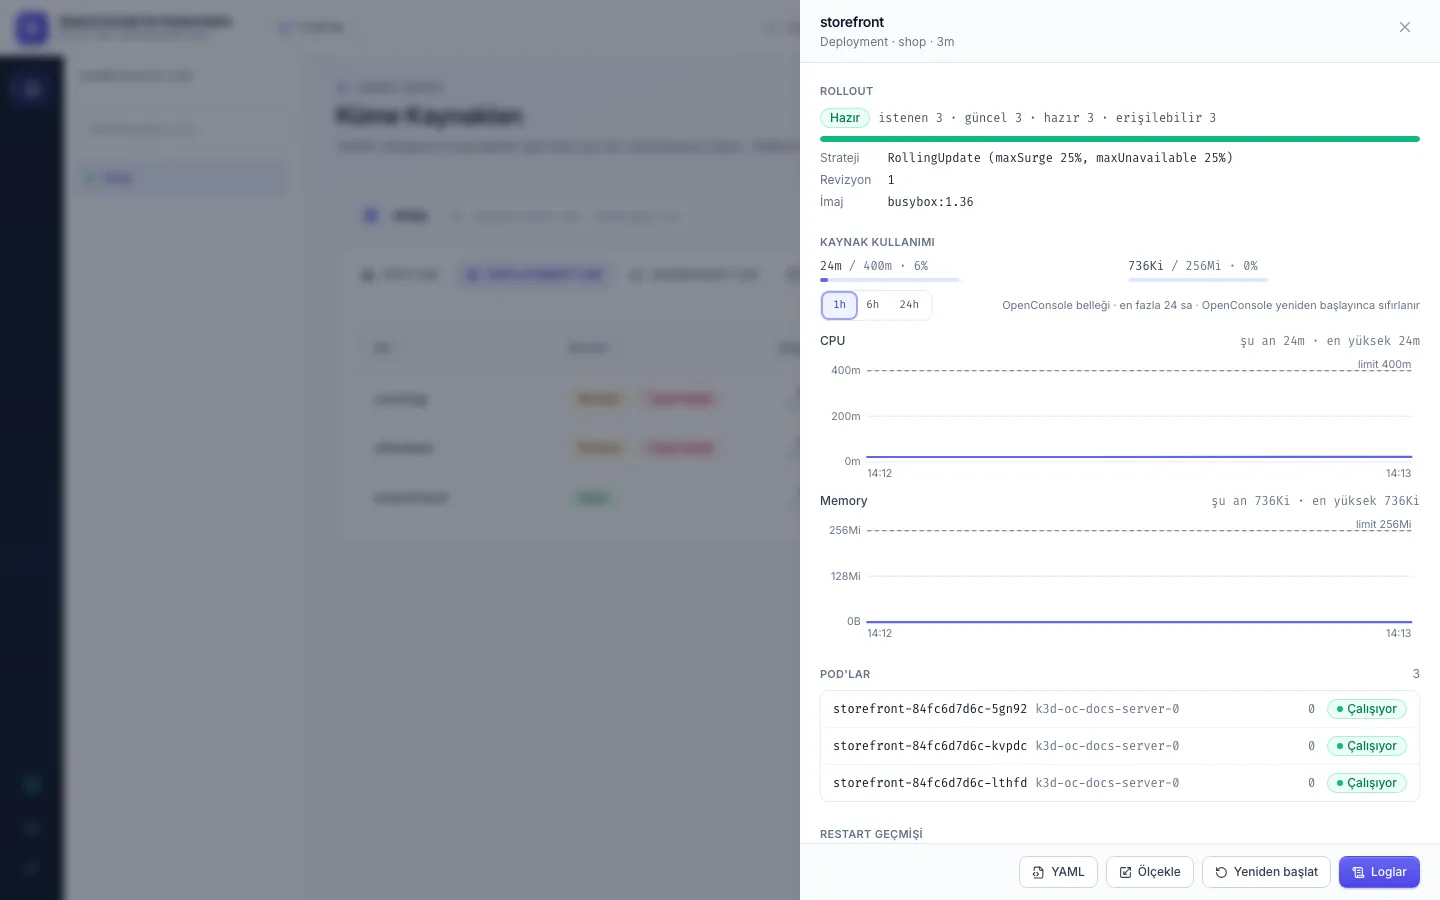 storefront
Deployment · shop · 3m
ROLLOUT
Hazır istenen 3 · güncel 3 · hazır 3 · erişilebilir 3
Strateji RollingUpdate (maxSurge 25%, maxUnavailable 25%)
Revizyon 1
İmaj busybox:1.36
KAYNAK KULLANIMI
24m / 400m · 6% 736Ki / 256Mi · 0%
1h 6h 24h OpenConsole belleği · en fazla 24 sa · OpenConsole yeniden başlayınca sıfırlanır
CPU şu an 24m · en yüksek 24m
limit 400m
400m
200m
0m
14:12 14:13
Memory şu an 736Ki · en yüksek 736Ki
limit 256Mi
256Mi
128Mi
0B
14:12 14:13
POD'LAR 3
storefront-84fc6d7d6c-5gn92 k3d-oc-docs-server-0 0 Çalışıyor
storefront-84fc6d7d6c-kvpdc k3d-oc-docs-server-0 0 Çalışıyor
storefront-84fc6d7d6c-lthfd k3d-oc-docs-server-0 0 Çalışıyor
RESTART GEÇMİŞİ
YAML Ölçekle Yeniden başlat Loglar
Küme Kaynakları